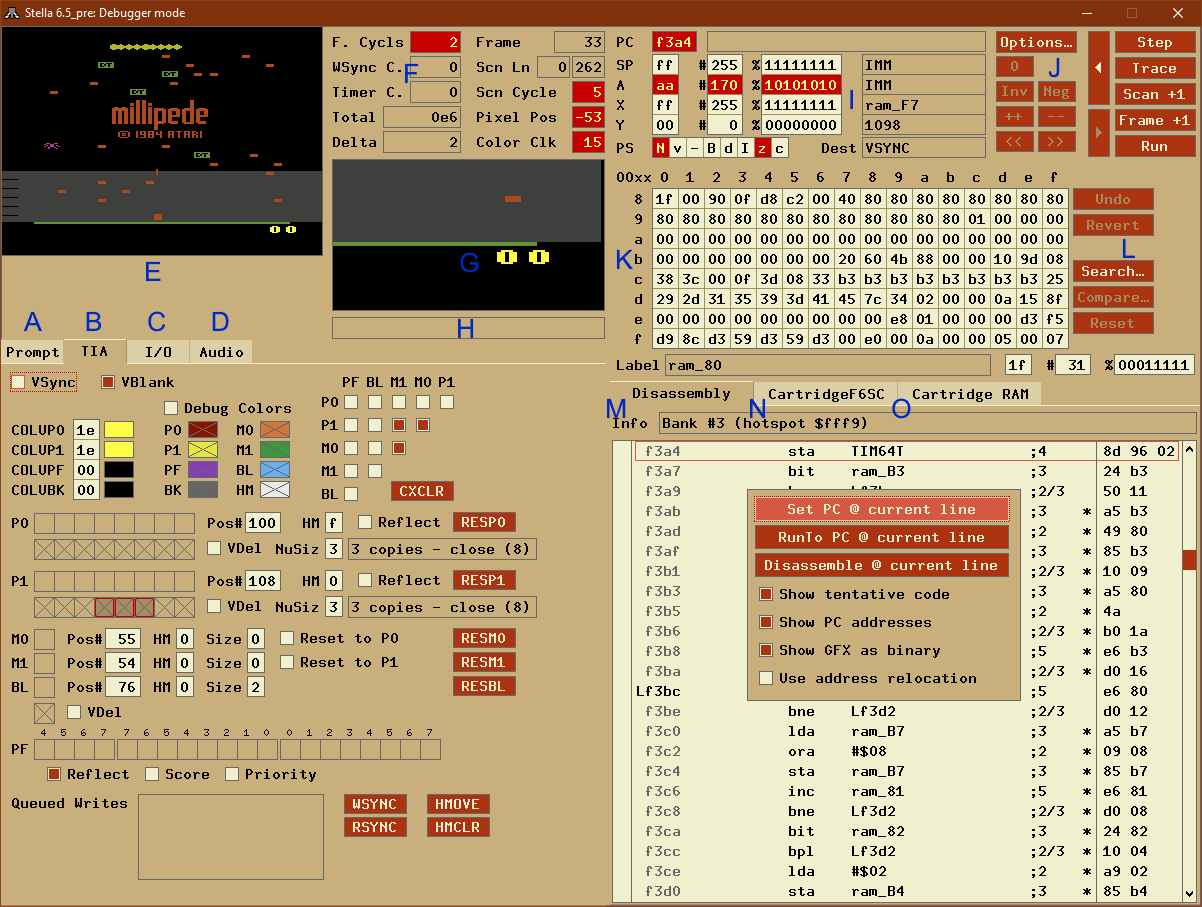 Stella 6.5_pre: Debugger mode
millipede
© 1984 ATARI
E
F. Cycls 2 Frame 33
WSync C. 0 Scn Ln 0 262
F
Timer C. 0 Scn Cycle 5
Total 0e6 Pixel Pos -53
Delta 2 Color Clk 15
G
H
PC f3a4
SP ff #255 %11111111 IMM
A aa #170 %10101010 IMM
X ff #255 %11111111 ram_F7
Y 00 # 0 %00000000 1098
PS N v - B d I z c Dest VSYNC
I
Options…
J
0
Inv Neg
++ --
<< >>
Step
Trace
Scan +1
Frame +1
Run
00xx 0 1 2 3 4 5 6 7 8 9 a b c d e f
8 1f 00 90 0f d8 c2 00 40 80 80 80 80 80 80 80 80
9 80 80 80 80 80 80 80 80 80 80 80 80 01 00 00 00
a 00 00 00 00 00 00 00 00 00 00 00 00 00 00 00 00
b 00 00 00 00 00 00 00 20 60 4b 88 00 00 10 9d 08
c 38 3c 00 0f 3d 08 33 b3 b3 b3 b3 b3 b3 b3 b3 25
d 29 2d 31 35 39 3d 41 45 7c 34 02 00 00 0a 15 8f
e 00 00 00 00 00 00 00 00 00 e8 01 00 00 00 d3 f5
f d9 8c d3 59 d3 59 d3 00 e0 00 0a 0c 00 00 05 00 07
K
Undo
Revert
L
Search…
Compare…
Reset
Label ram_80 1f # 31 %00011111
A B C D
Prompt TIA I/O Audio
VSync VBlank
Debug Colors
COLUP0 1e P0 M0
COLUP1 1e P1 M1
COLUPF 00 PF BL
COLUBK 00 BK HM
PF BL M1 M0 P1
P0
P1
M0
M1
BL CXCLR
P0 Pos#100 HM f Reflect RESP0
VDel NuSiz 3 3 copies - close (8)
P1 Pos#108 HM 0 Reflect RESP1
VDel NuSiz 3 3 copies - close (8)
M0 Pos# 55 HM 0 Size 0 Reset to P0 RESM0
M1 Pos# 54 HM 0 Size 0 Reset to P1 RESM1
BL Pos# 76 HM 0 Size 2 RESBL
VDel
4 5 6 7 7 6 5 4 3 2 1 0 0 1 2 3 4 5 6 7
PF
Reflect Score Priority
Queued Writes WSYNC HMOVE
RSYNC HMCLR
M N O
Disassembly CartridgeF6SC Cartridge RAM
Info Bank #3 (hotspot $fff9)
f3a4 sta TIM64T ;4 8d 96 02
f3a7 bit ram_B3 ;3 24 b3
f3a9 ;2/3 50 11
f3ab ;3 * a5 b3
f3ad ;2 * 49 80
f3af ;3 * 85 b3
f3b1 ;2/3 * 10 09
f3b3 ;3 * a5 80
f3b5 ;2 * 4a
f3b6 ;2/3 * b0 1a
f3b8 ;5 * e6 b3
f3ba ;2/3 * d0 16
Lf3bc ;5 e6 80
f3be bne Lf3d2 ;2/3 d0 12
f3c0 lda ram_B7 ;3 * a5 b7
f3c2 ora #$08 ;2 * 09 08
f3c4 sta ram_B7 ;3 * 85 b7
f3c6 inc ram_81 ;5 * e6 81
f3c8 bne Lf3d2 ;2/3 * d0 08
f3ca bit ram_82 ;3 * 24 82
f3cc bpl Lf3d2 ;2/3 * 10 04
f3ce lda #$02 ;2 * a9 02
f3d0 sta ram_B4 ;3 * 85 b4
Set PC @ current line
RunTo PC @ current line
Disassemble @ current line
Show tentative code
Show PC addresses
Show GFX as binary
Use address relocation